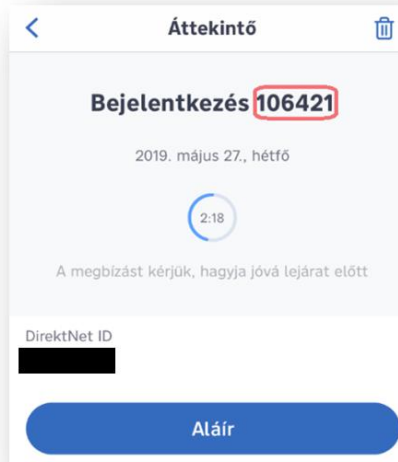 Áttekintő
Bejelentkezés 106421
2019. május 27., hétfő
2:18
A megbízást kérjük, hagyja jóvá lejárat előtt
DirektNet ID
Aláír